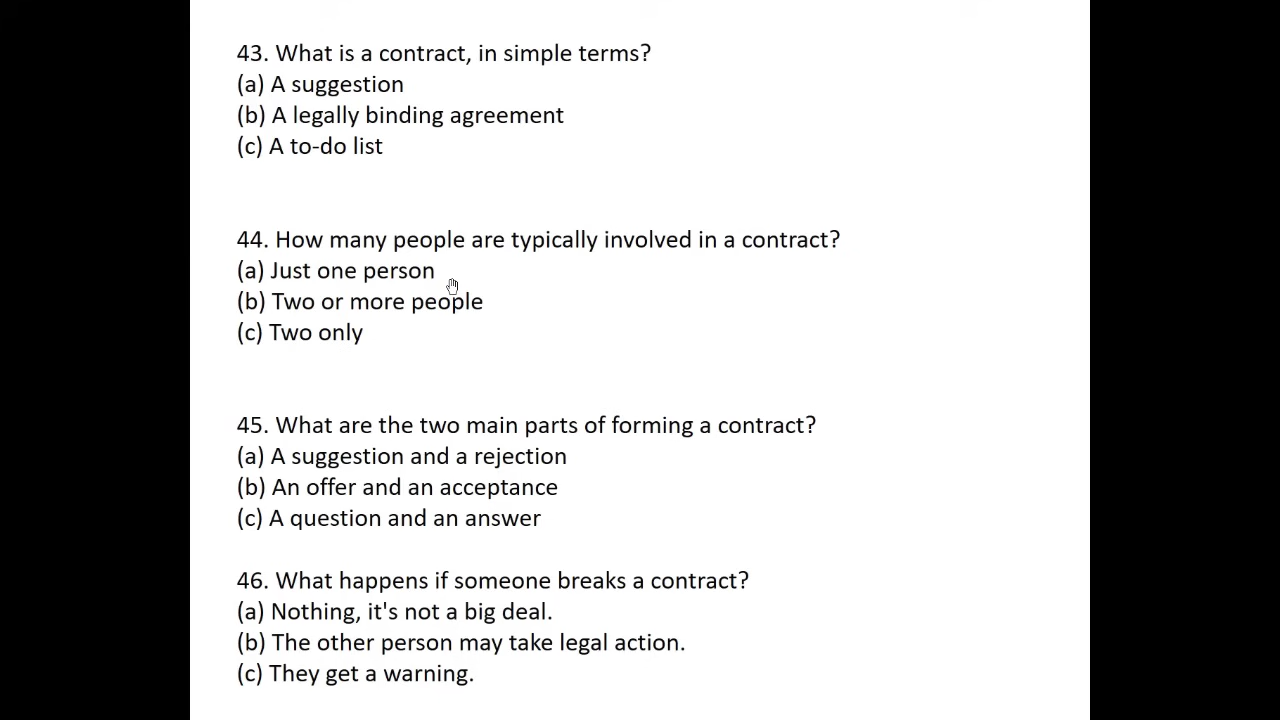 43. What is a contract, in simple terms?
(a) A suggestion
(b) A legally binding agreement
(c) A to-do list
44. How many people are typically involved in a contract?
(a) Just one person
(b) Two or more people
(c) Two only
45. What are the two main parts of forming a contract?
(a) A suggestion and a rejection
(b) An offer and an acceptance
(c) A question and an answer
46. What happens if someone breaks a contract?
(a) Nothing, it's not a big deal.
(b) The other person may take legal action.
(c) They get a warning.